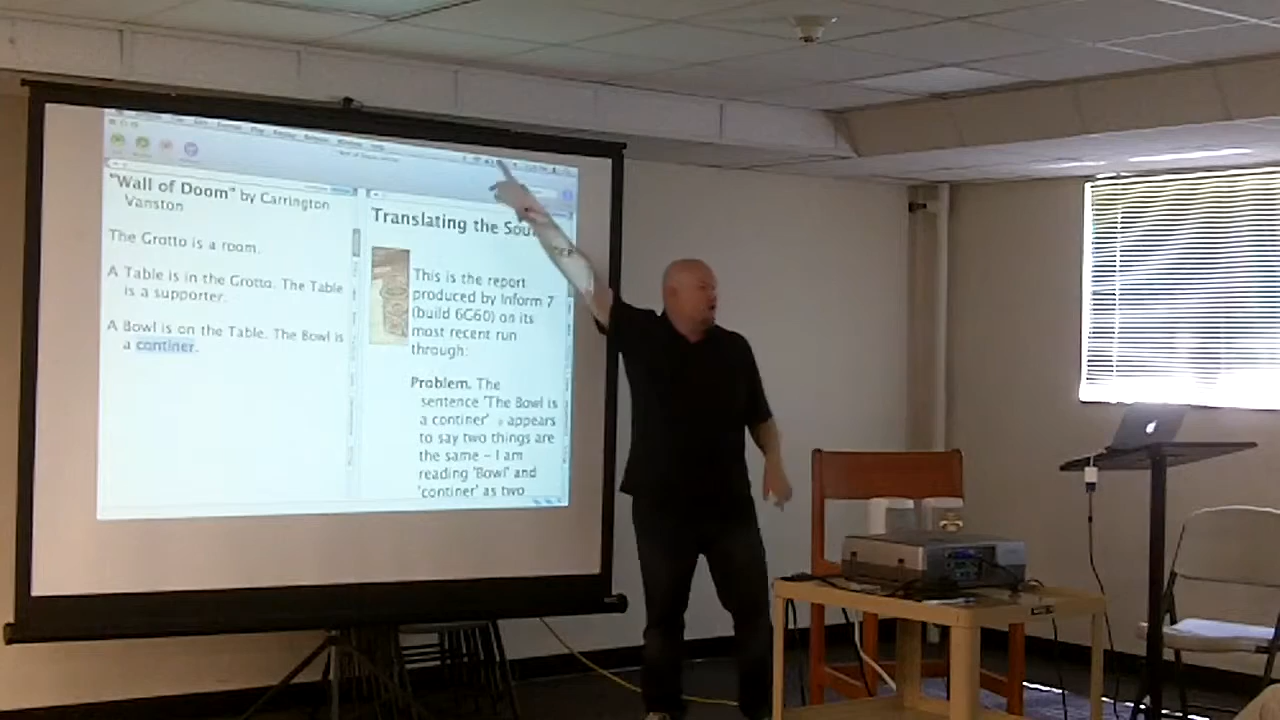 "Wall of Doom" by Carrington
Vanston
The Grotto is a room.
A Table is in the Grotto. The Table
is a supporter.
A Bowl is on the Table. The Bowl is
a continer.
Translating the Sou
This is the report
produced by Inform 7
(build 6G60) on its
most recent run
through:
Problem. The
sentence 'The Bowl is
a continer' appears
to say two things are
the same – I am
reading 'Bowl' and
'continer' as two